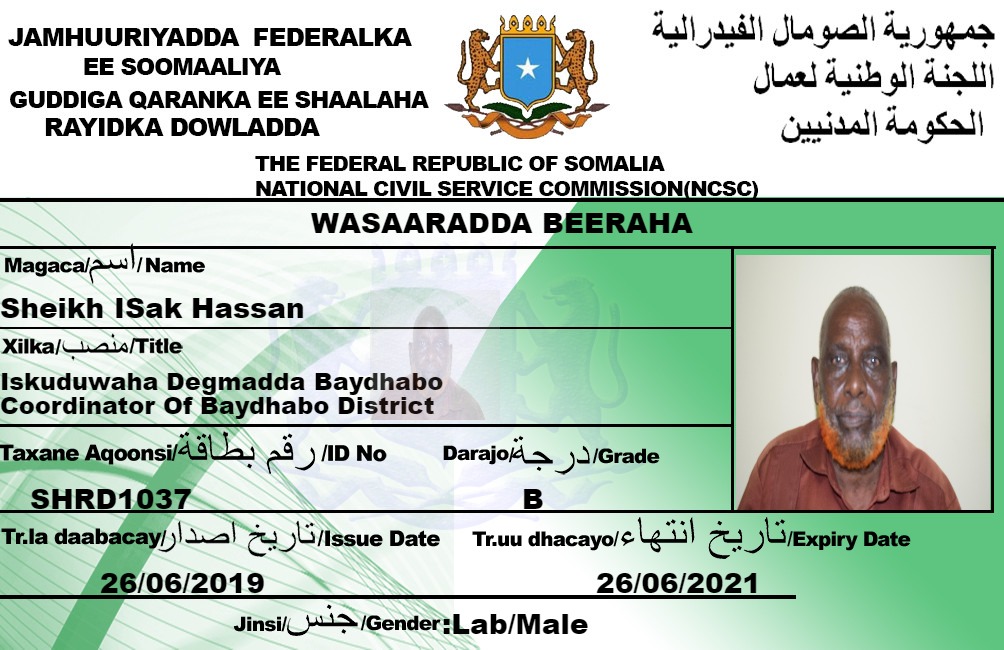 JAMHUURIYADDA FEDERALKA
EE SOOMAALIYA
GUDDIGA QARANKA EE SHAALAHA
RAYIDKA DOWLADDA
جمهورية الصومال الفيدرالية
اللجنة الوطنية لعمال
الحكومة المدنيين
THE FEDERAL REPUBLIC OF SOMALIA
NATIONAL CIVIL SERVICE COMMISSION(NCSC)
WASAARADDA BEERAHA
Magaca/اسم/Name
Sheikh ISak Hassan
Xilka/منصب/Title
Iskuduwaha Degmadda Baydhabo
Coordinator Of Baydhabo District
Taxane Aqoonsi/رقم بطاقة/ID No
SHRD1037
Darajo/درجة/Grade
B
Tr.la daabacay/تاريخ اصدار/Issue Date
26/06/2019
Tr.uu dhacayo/تاريخ انتهاء/Expiry Date
26/06/2021
Jinsi/جنس/Gender:Lab/Male